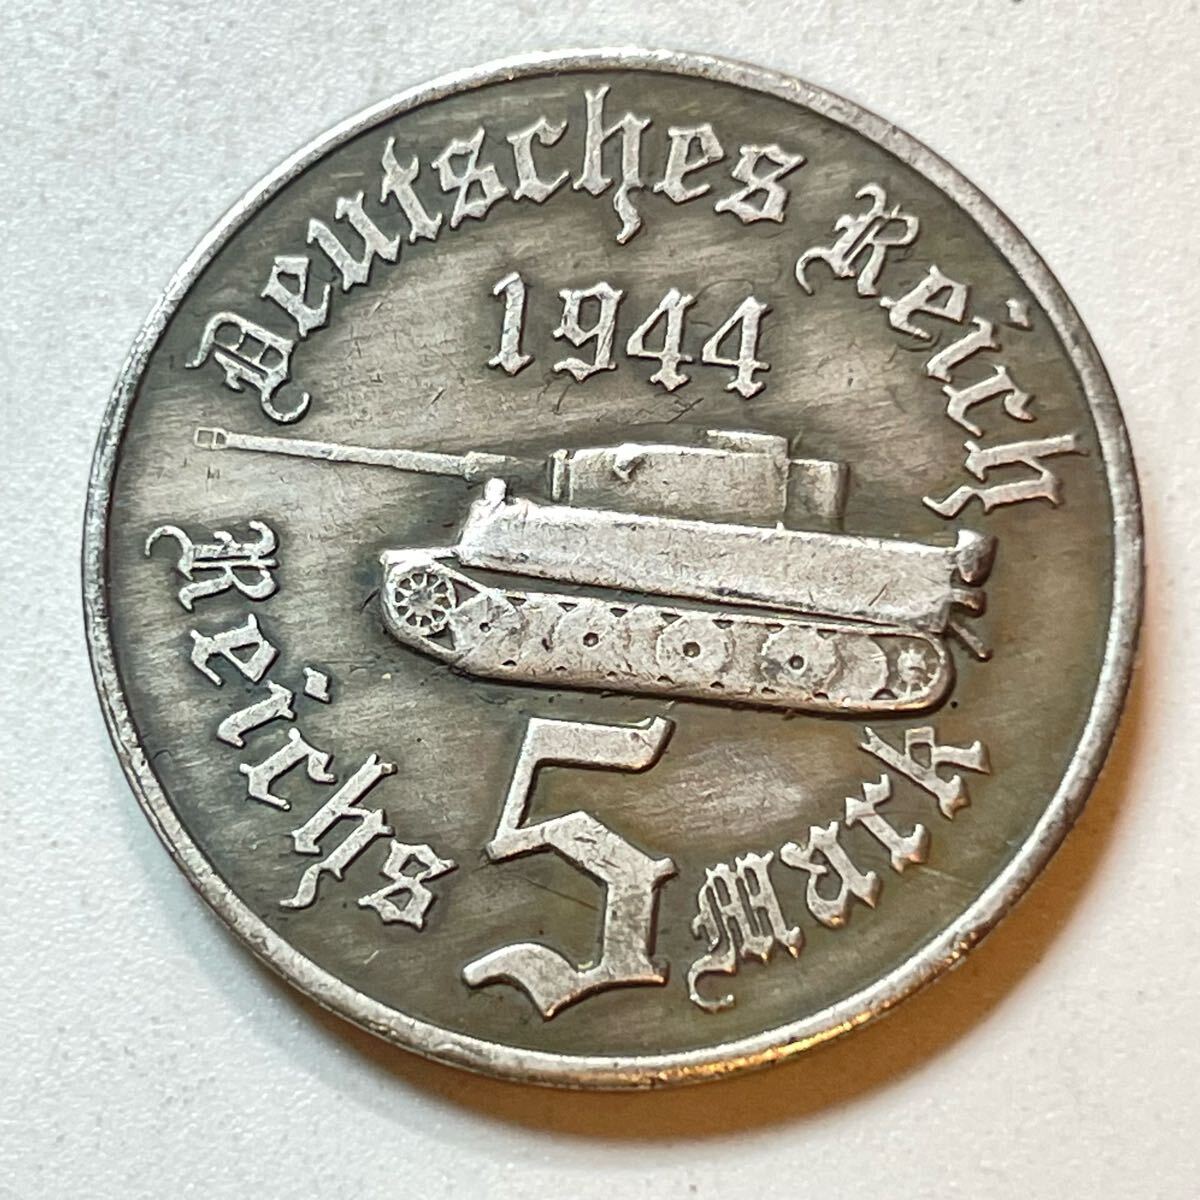 Deutsches Reich
1944
5
Reichs Mark